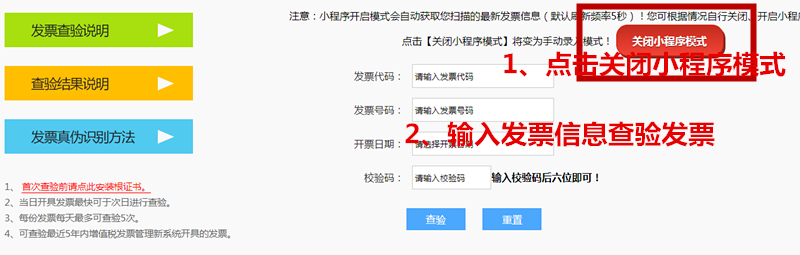 注意：小程序开启模式会自动获取您扫描的最新发票信息（默认刷新频率5秒）！您可根据情况自行关闭、开启小程
点击【关闭小程序模式】将变为手动录入模式！ 关闭小程序模式
1、点击关闭小程序模式
发票查验说明
查验结果说明
发票真伪识别方法
1、 首次查验前请点此安装根证书。
2、当日开具发票最快可于次日进行查验。
3、每份发票每天最多可查验5次。
4、可查验最近5年内增值税发票管理新系统开具的发票。
发票代码： 请输入发票代码
发票号码： 请输入发票号码
2、输入发票信息查验发票
开票日期： 请选择开票日期
校验码： 请输入校验码 输入校验码后六位即可！
查验 重置